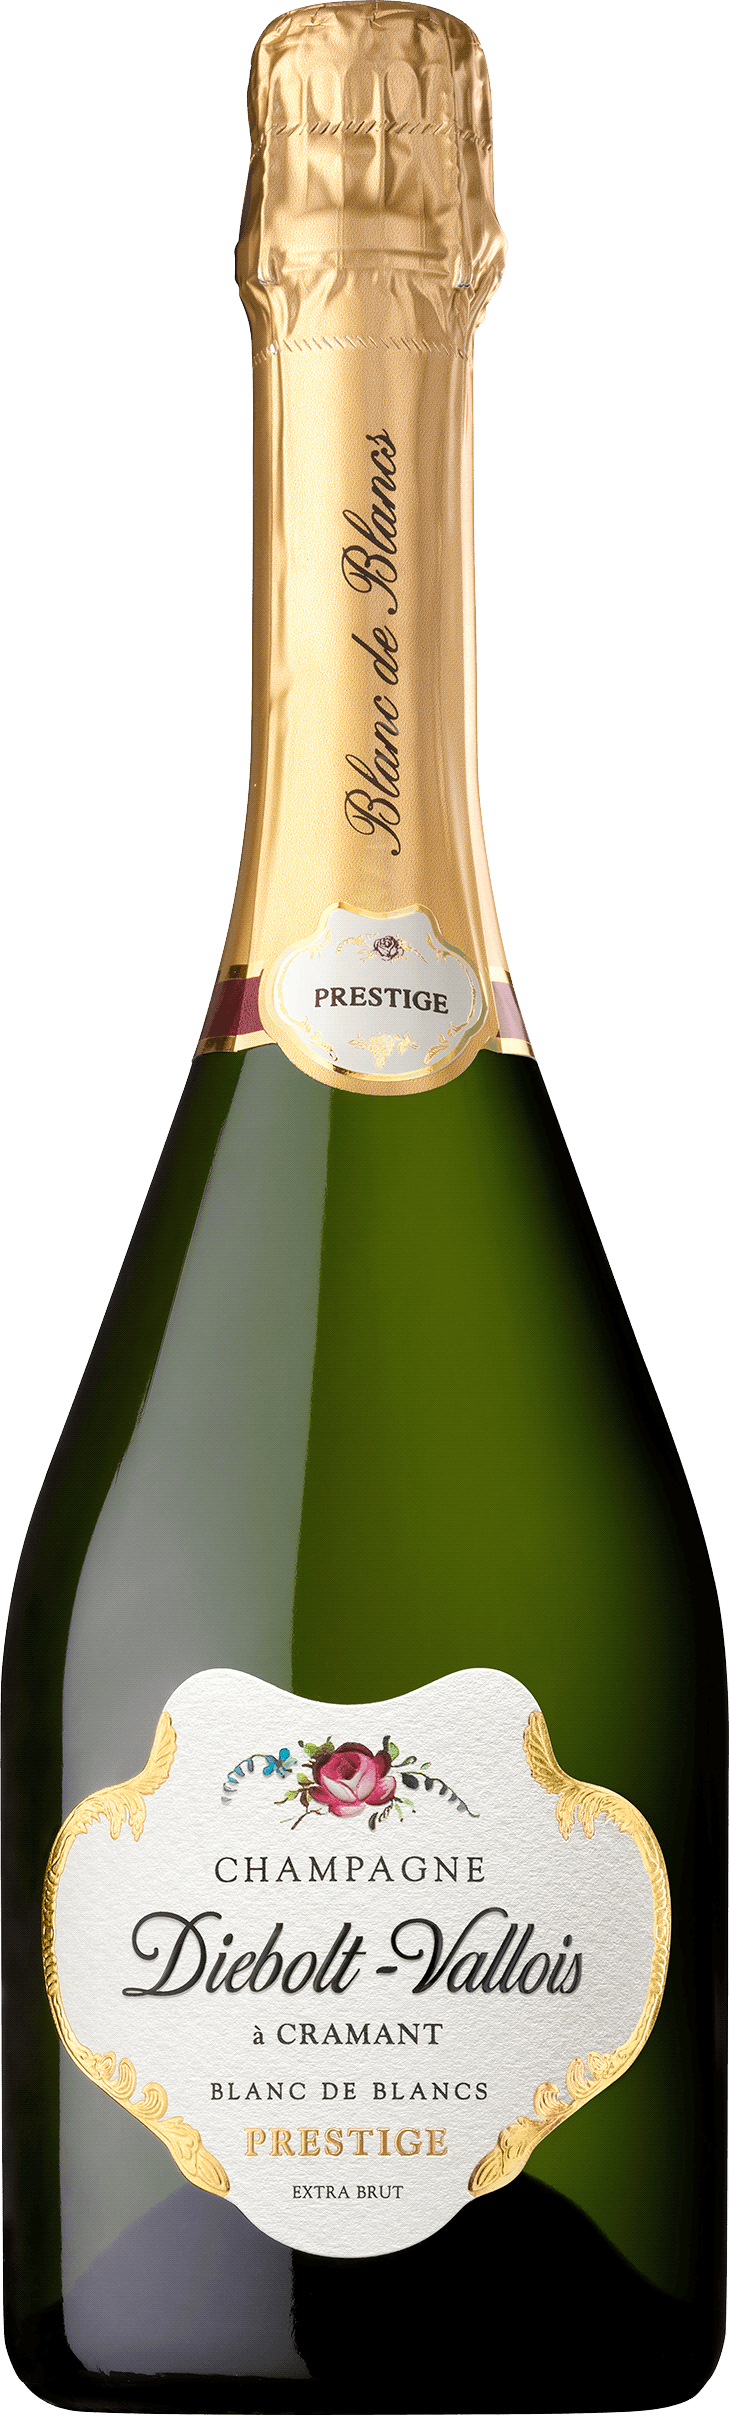 Blanc de Blancs
PRESTIGE
CHAMPAGNE
Diebolt-Vallois
à CRAMANT
BLANC DE BLANCS
PRESTIGE
EXTRA BRUT